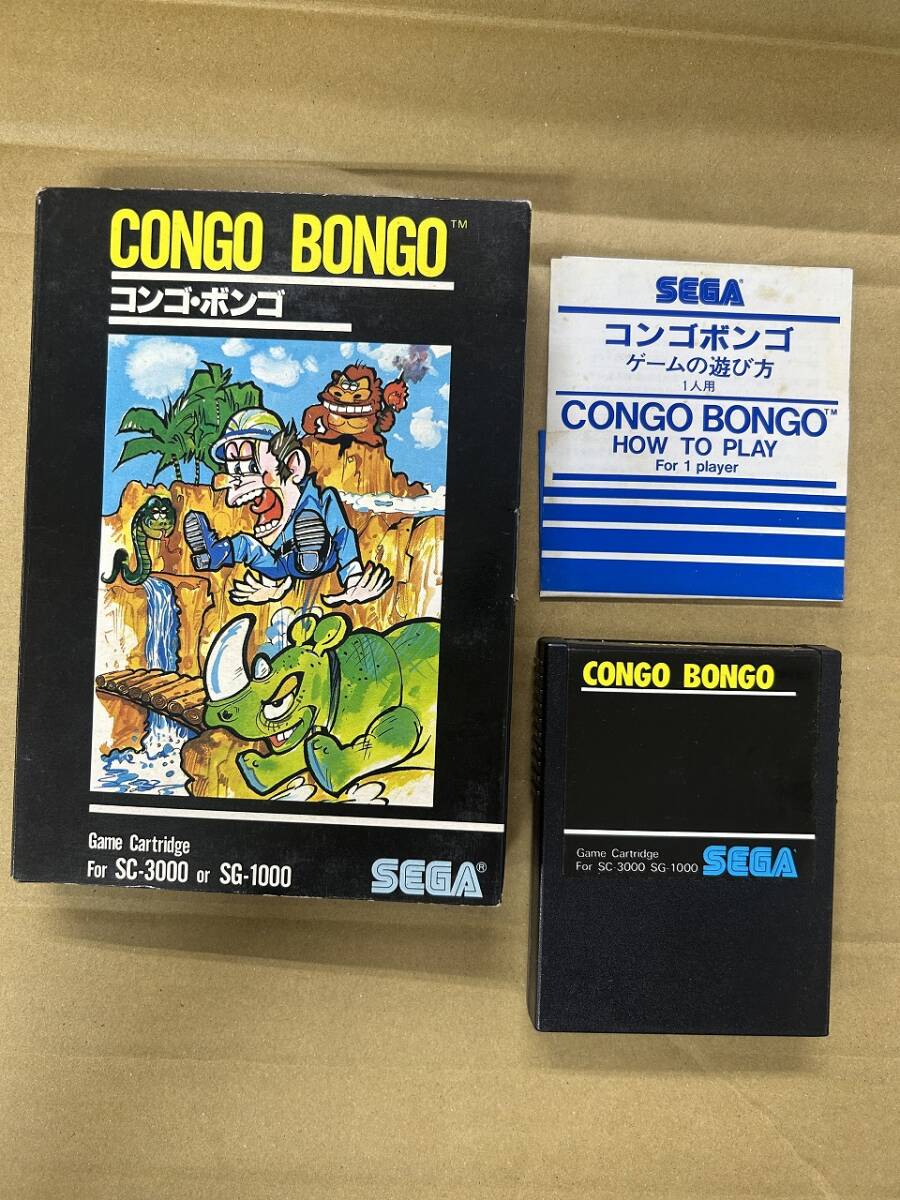 CONGO BONGO™
コンゴ・ボンゴ
Game Cartridge
For SC-3000 or SG-1000
SEGA®
SEGA
コンゴボンゴ
ゲームの遊び方
1人用
CONGO BONGO™
HOW TO PLAY
For 1 player
CONGO BONGO
Game Cartridge
For SC-3000 SG-1000
SEGA